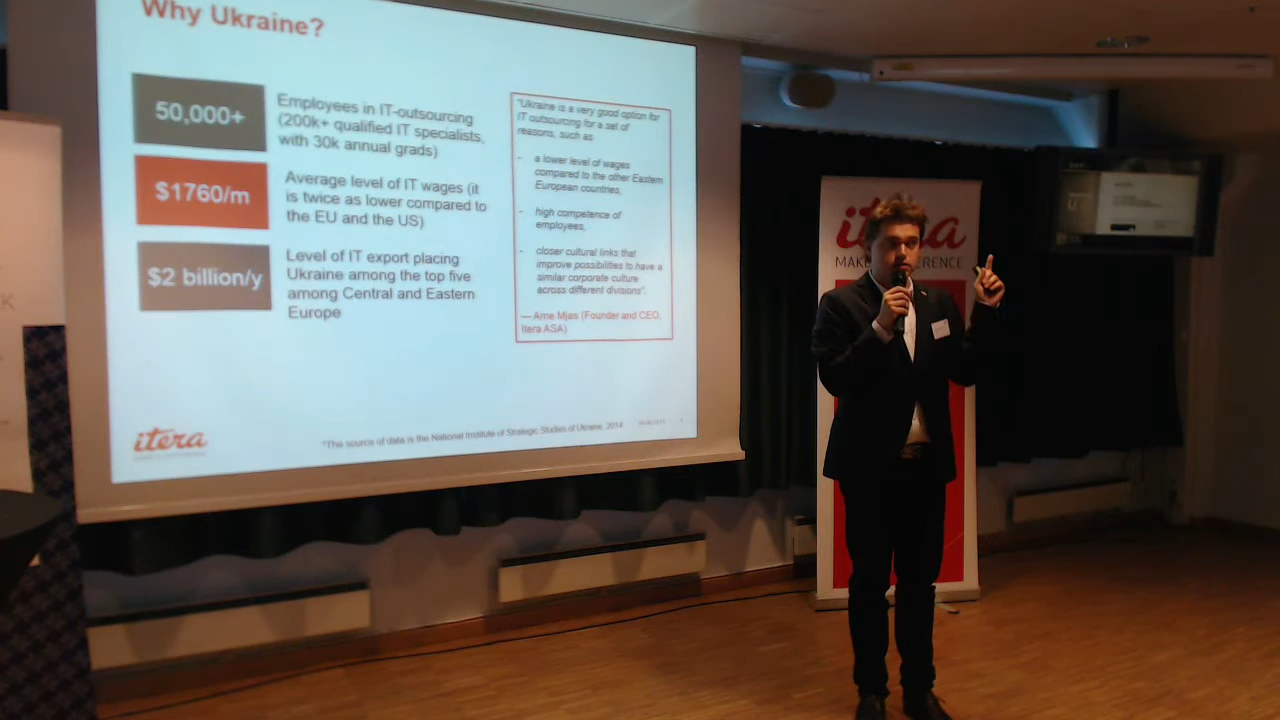 Why Ukraine?
50,000+
Employees in IT-outsourcing
(200k+ qualified IT specialists,
with 30k annual grads)
$1760/m
Average level of IT wages (it
is twice as lower compared to
the EU and the US)
$2 billion/y
Level of IT export placing
Ukraine among the top five
among Central and Eastern
Europe
"Ukraine is a very good option for
IT outsourcing for a set of
reasons, such as
- a lower level of wages
compared to the other Eastern
European countries,
- high competence of
employees,
- closer cultural links that
improve possibilities to have a
similar corporate culture
across different divisions".
— Arne Mjøs (Founder and CEO,
Itera ASA)
itera
*The source of data is the National Institute of Strategic Studies of Ukraine, 2014
itera